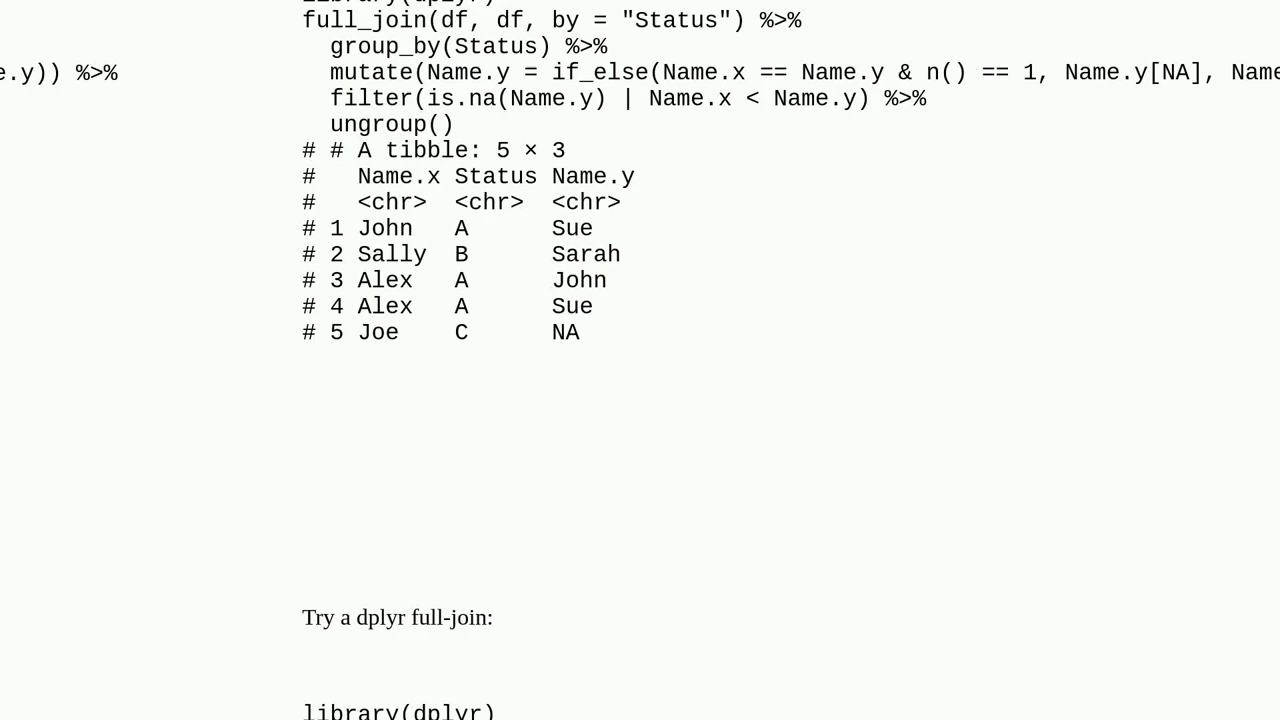 library(dplyr)
full_join(df, df, by = "Status") %>%
  group_by(Status) %>%
e.y)) %>%
  mutate(Name.y = if_else(Name.x == Name.y & n() == 1, Name.y[NA], Name
  filter(is.na(Name.y) | Name.x < Name.y) %>%
  ungroup()
# # A tibble: 5 × 3
#   Name.x Status Name.y
#   <chr>  <chr>  <chr>
# 1 John   A      Sue
# 2 Sally  B      Sarah
# 3 Alex   A      John
# 4 Alex   A      Sue
# 5 Joe    C      NA
Try a dplyr full-join:
library(dplyr)